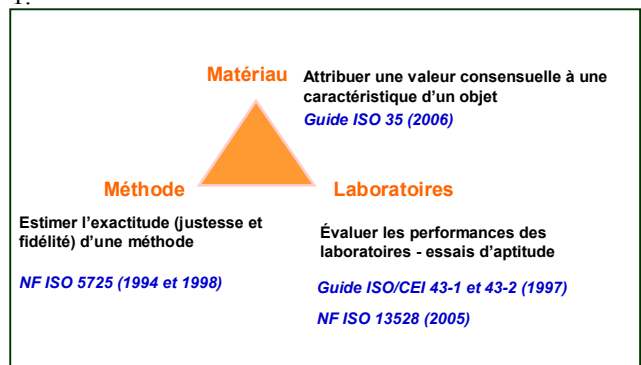 Matériau
Attribuer une valeur consensuelle à une
caractéristique d'un objet
Guide ISO 35 (2006)
Méthode
Estimer l'exactitude (justesse et
fidélité) d'une méthode
NF ISO 5725 (1994 et 1998)
Laboratoires
Évaluer les performances des
laboratoires - essais d'aptitude
Guide ISO/CEI 43-1 et 43-2 (1997)
NF ISO 13528 (2005)